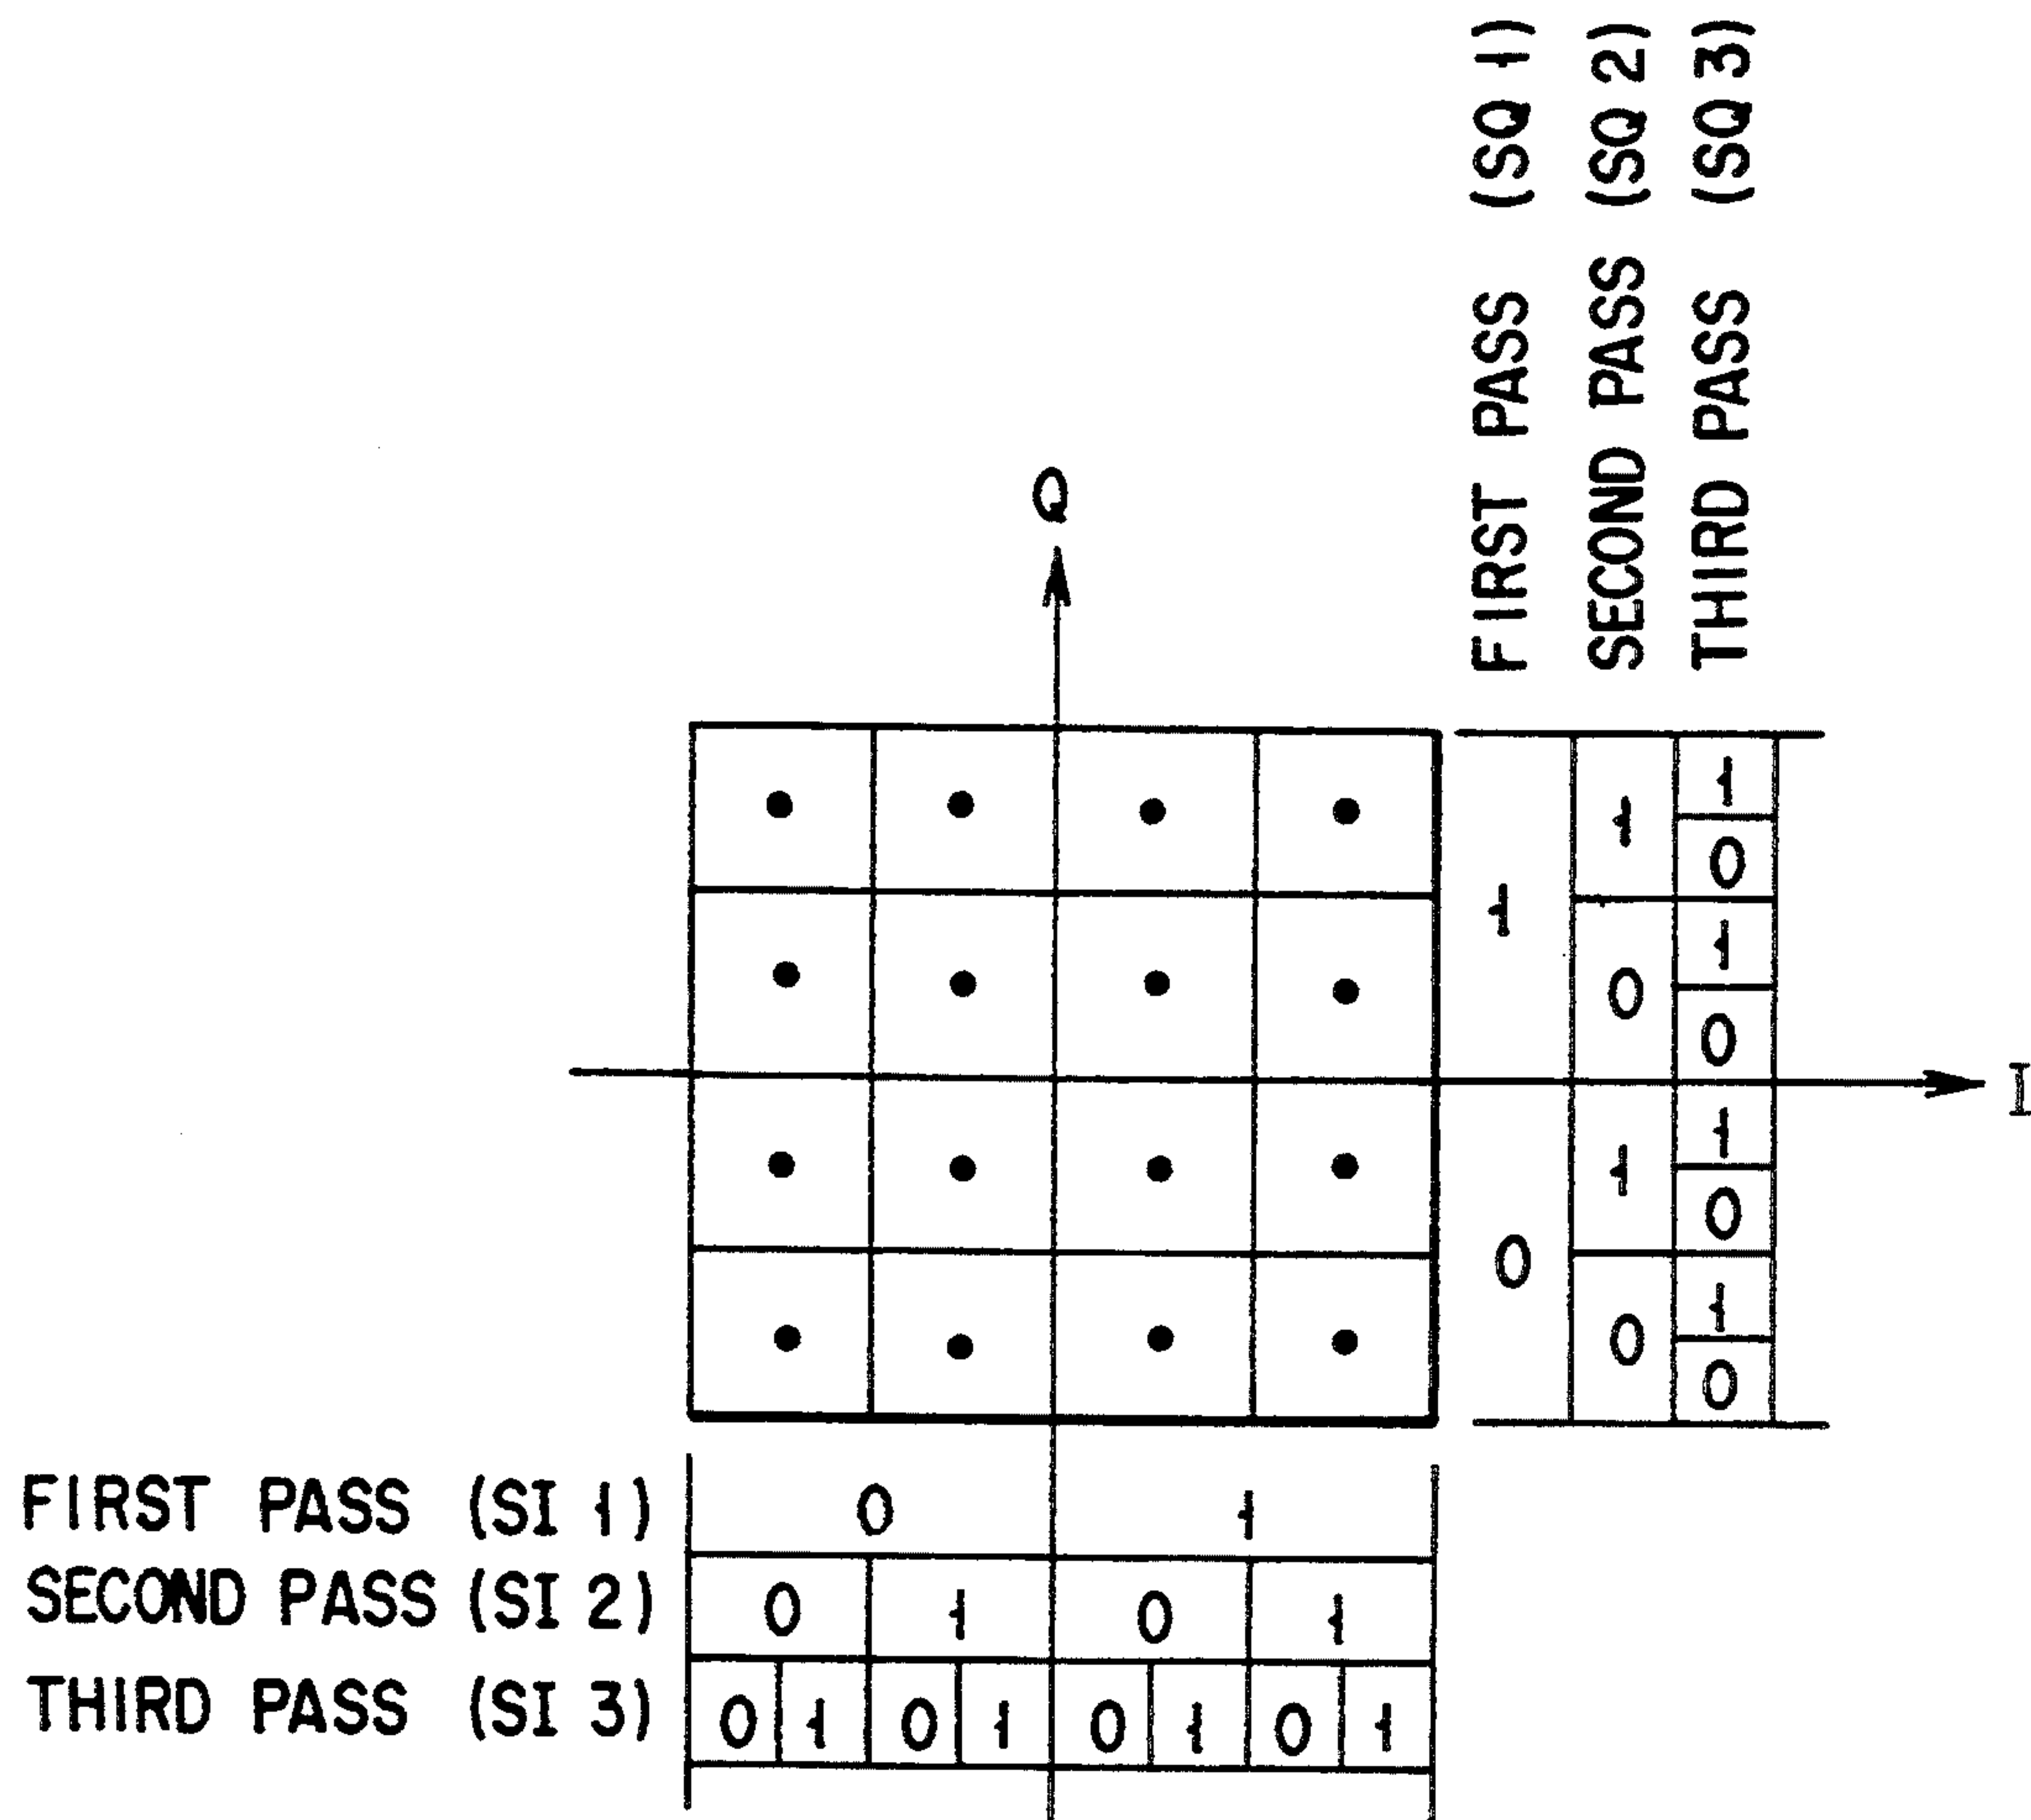 FIRST PASS (SQ 1)
SECOND PASS (SQ 2)
THIRD PASS (SQ 3)
Q
I
1
0
1
0
1
0
1
0
1
0
1
0
1
0
FIRST PASS (SI 1) 0 1
SECOND PASS (SI 2) 0 1 0 1
THIRD PASS (SI 3) 0 1 0 1 0 1 0 1